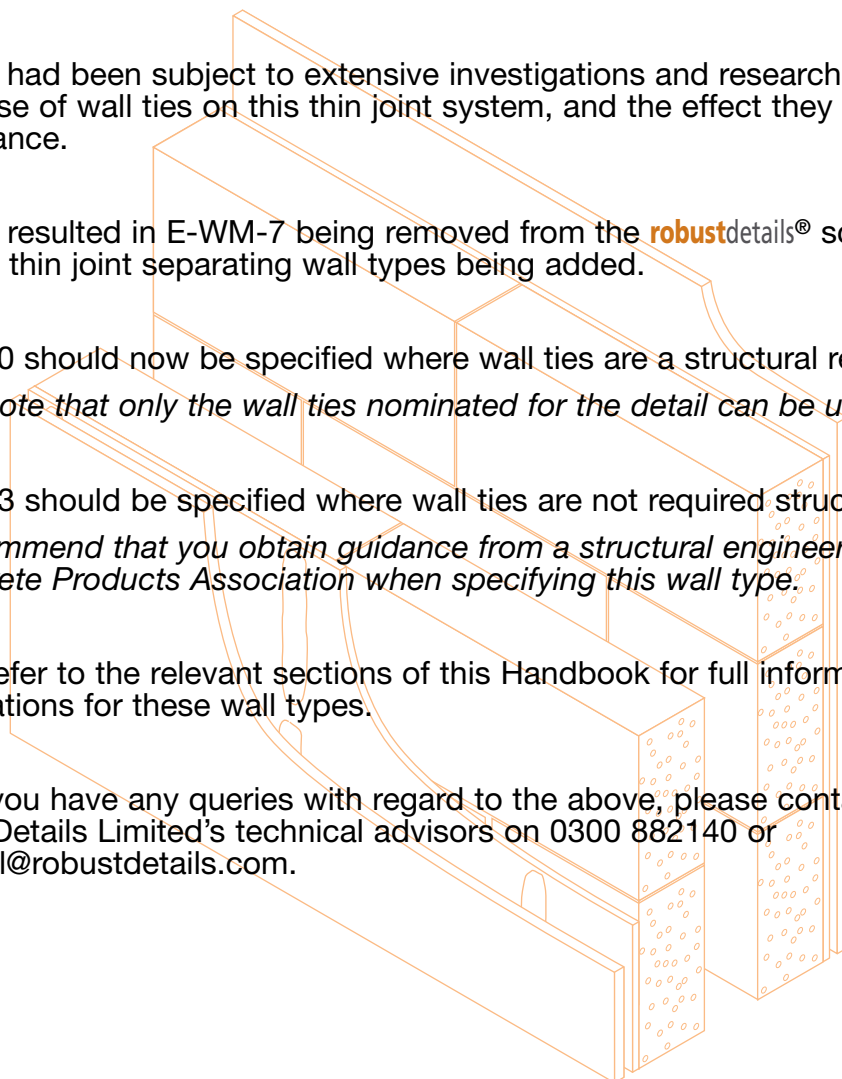 had been subject to extensive investigations and research
se of wall ties on this thin joint system, and the effect they
ance.
resulted in E-WM-7 being removed from the robustdetails® sc
thin joint separating wall types being added.
0 should now be specified where wall ties are a structural re
ote that only the wall ties nominated for the detail can be u
3 should be specified where wall ties are not required struc
mmend that you obtain guidance from a structural engineer
ete Products Association when specifying this wall type.
efer to the relevant sections of this Handbook for full inform
ations for these wall types.
you have any queries with regard to the above, please conta
Details Limited's technical advisors on 0300 882140 or
l@robustdetails.com.